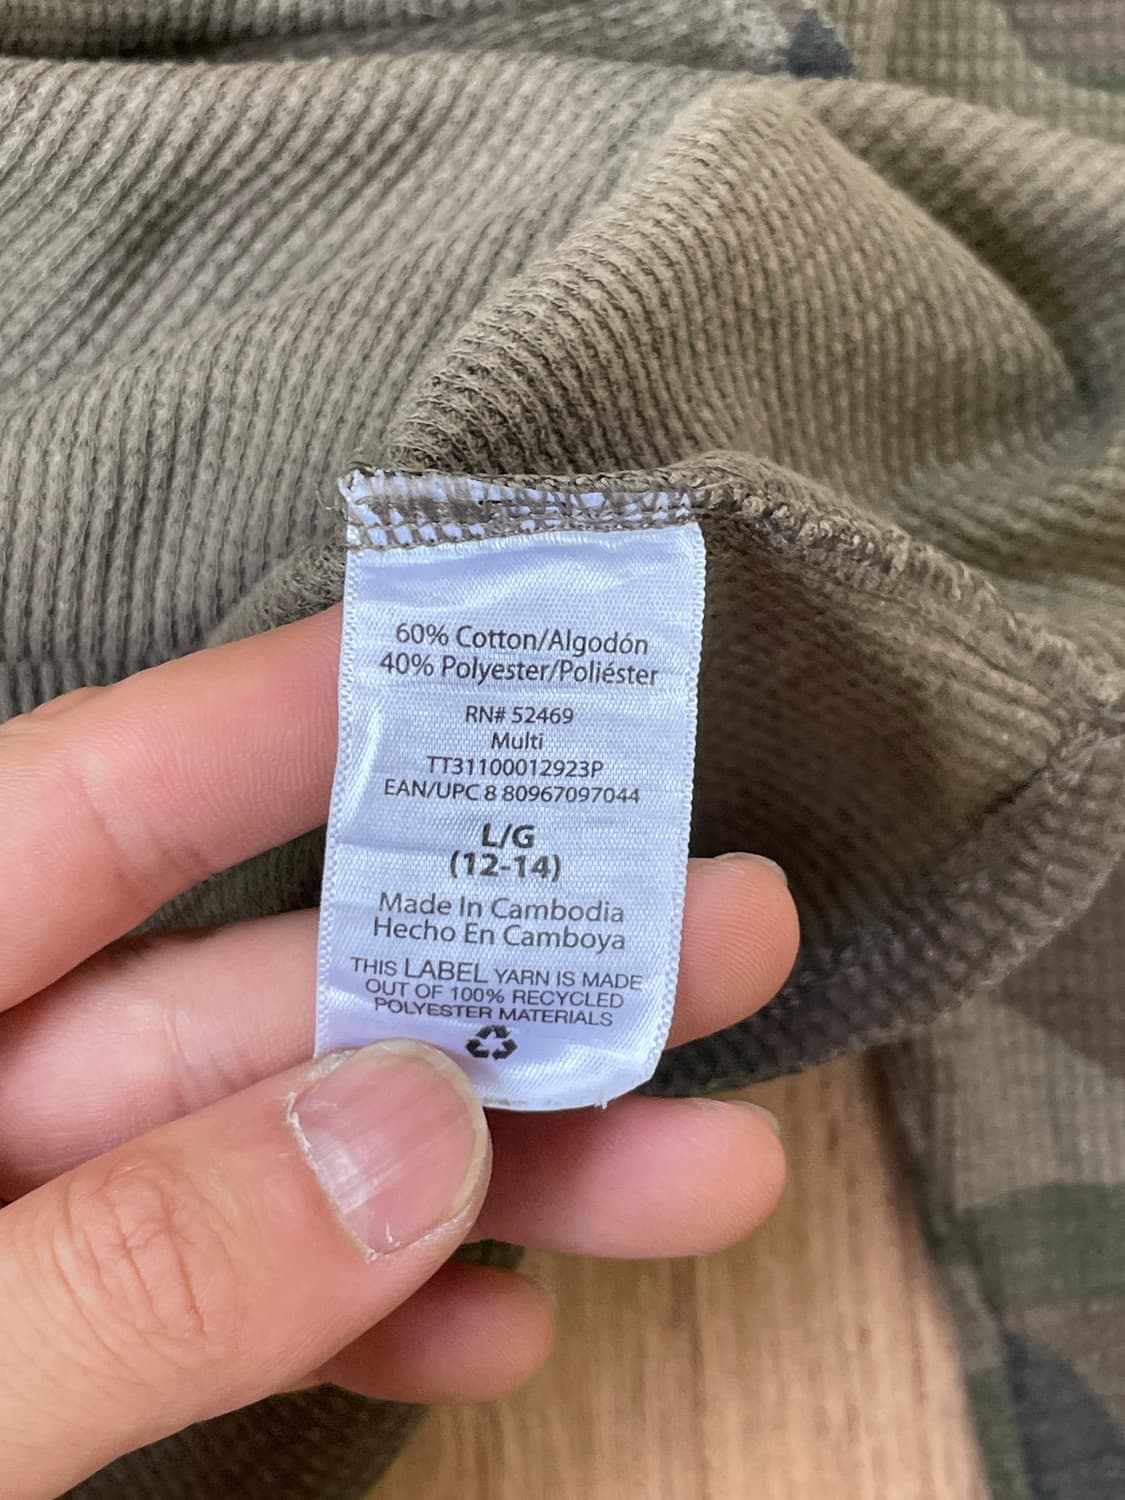 60% Cotton/Algodón
40% Polyester/Poliéster
RN# 52469
Multi
TT31100012923P
EAN/UPC 8 80967097044
L/G
(12-14)
Made In Cambodia
Hecho En Camboya
THIS LABEL YARN IS MADE
OUT OF 100% RECYCLED
POLYESTER MATERIALS